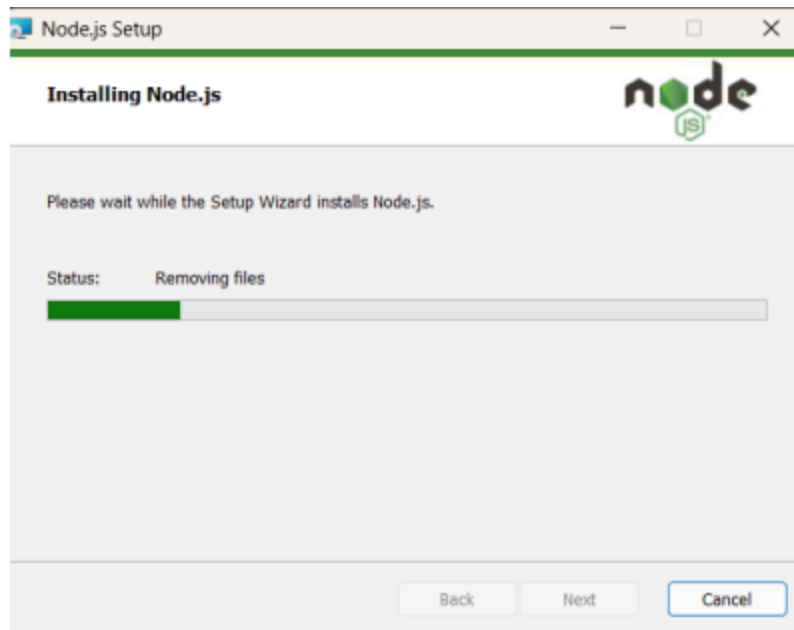 Node.js Setup
Installing Node.js
node
JS
Please wait while the Setup Wizard installs Node.js.
Status: Removing files
Back Next Cancel